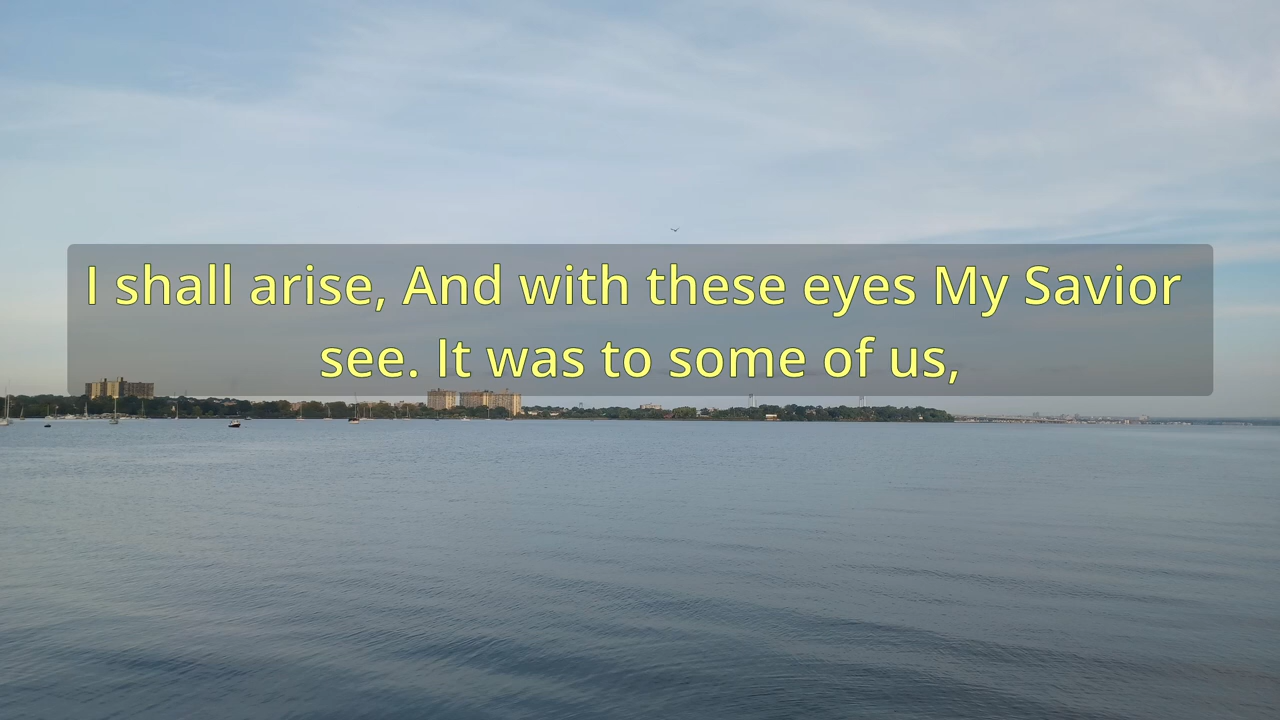 I shall arise, And with these eyes My Savior
see. It was to some of us,